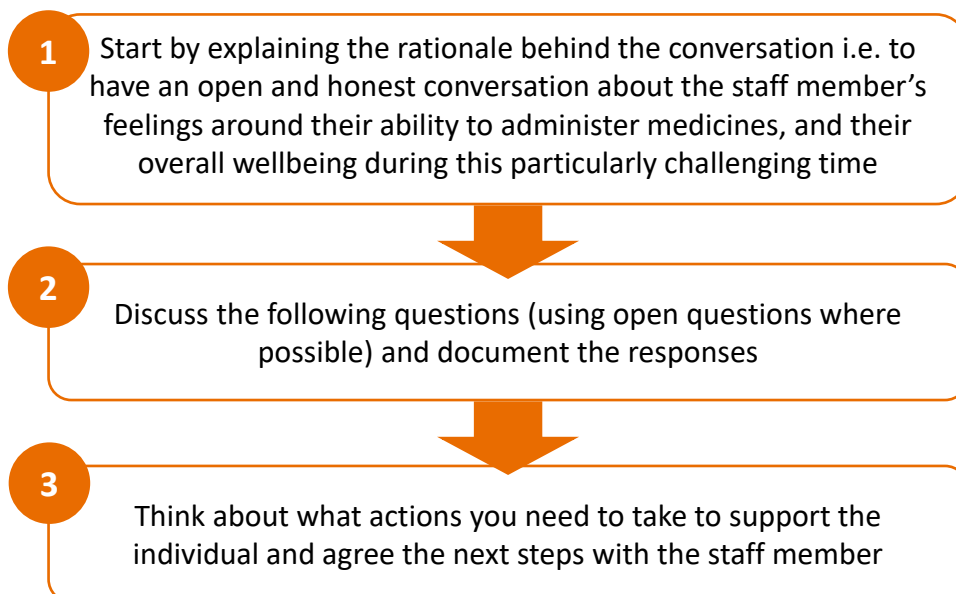 1
Start by explaining the rationale behind the conversation i.e. to
have an open and honest conversation about the staff member’s
feelings around their ability to administer medicines, and their
overall wellbeing during this particularly challenging time
2
Discuss the following questions (using open questions where
possible) and document the responses
3
Think about what actions you need to take to support the
individual and agree the next steps with the staff member